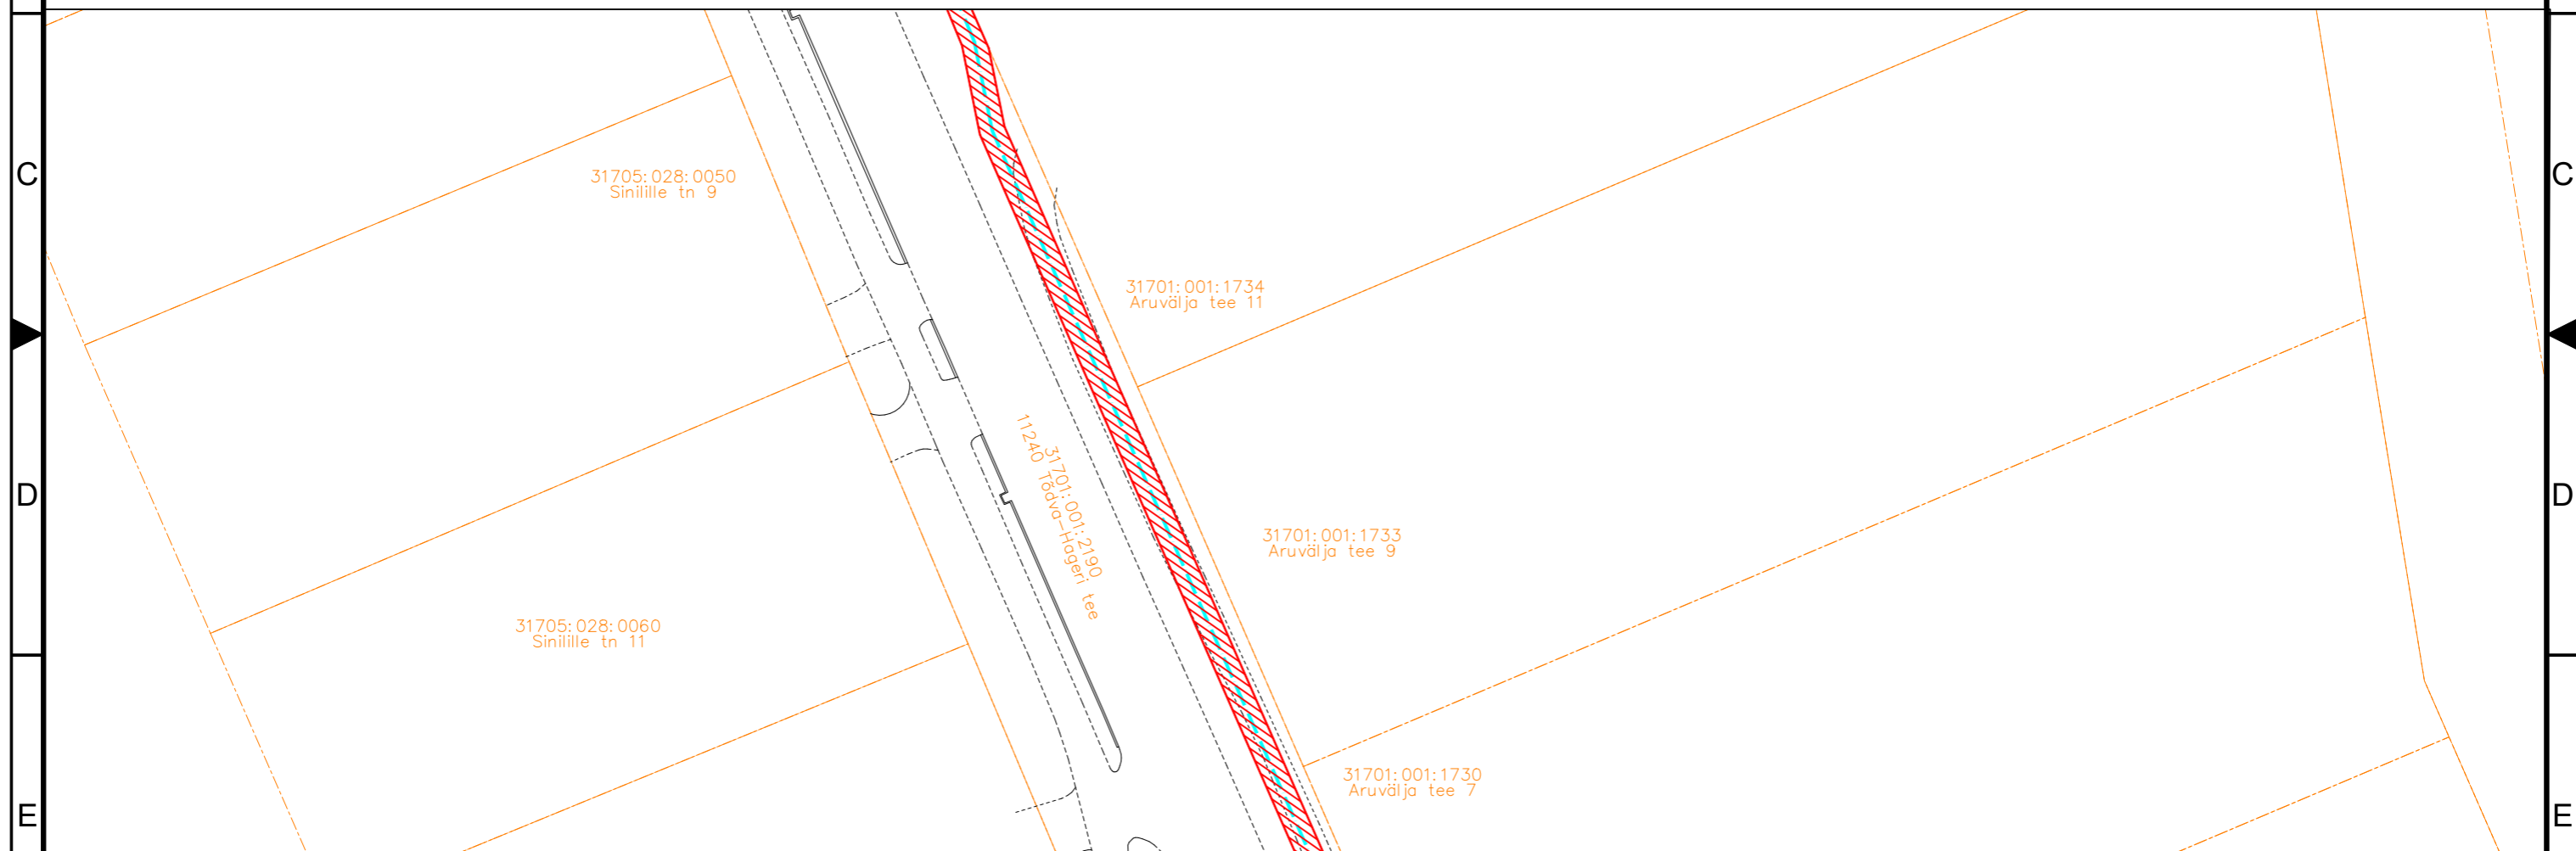 C
C
31705:028:0050
Sinilille tn 9
31701:001:1734
Aruvälja tee 11
31701:001:2190
11240 Tõdva-Hageri tee
D
D
31701:001:1733
Aruvälja tee 9
31705:028:0060
Sinilille tn 11
31701:001:1730
Aruvälja tee 7
E
E